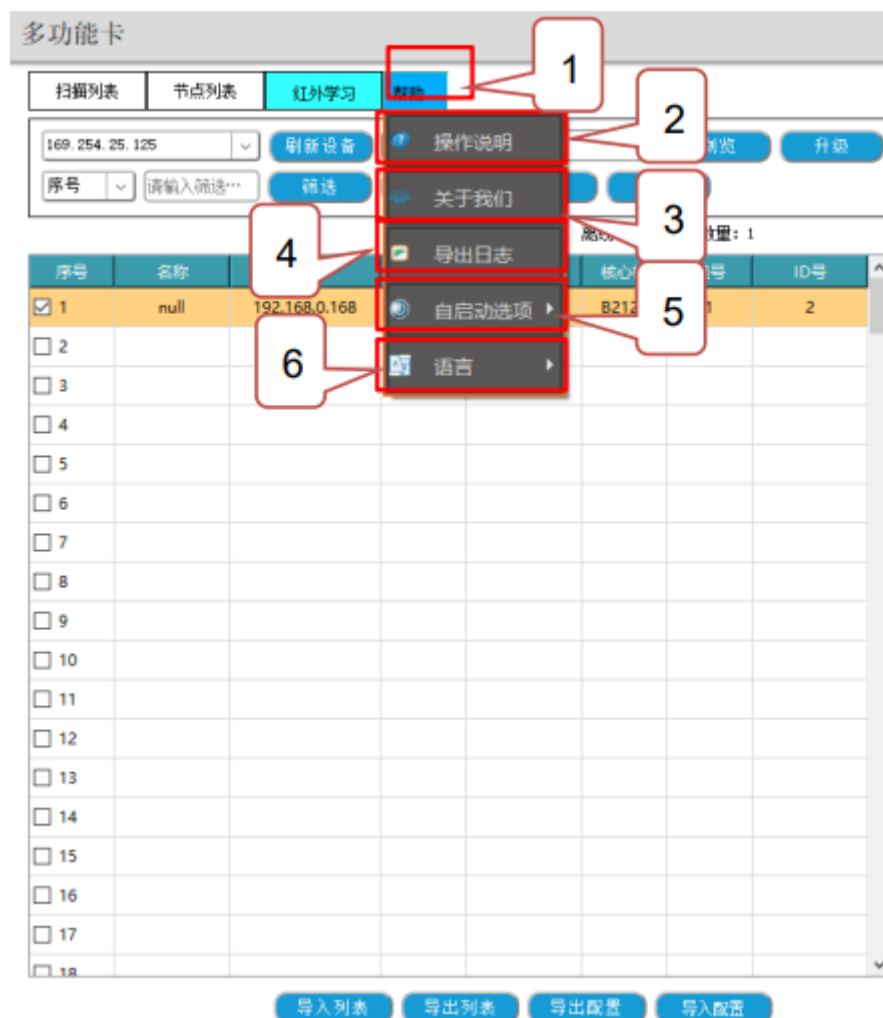 多功能卡
1
扫描列表 节点列表 红外学习 帮助
2
169.254.25.125 刷新设备 操作说明 浏览 升级
序号 请输入筛选… 筛选 关于我们
3
4 导出日志 数量: 1
序号 名称 核心 号 ID号
1 null 192.168.0.168 自启动选项 5 B212 1 2
2
6 语言
3
4
5
6
7
8
9
10
11
12
13
14
15
16
17
18
导入列表 导出列表 导出配置 导入配置